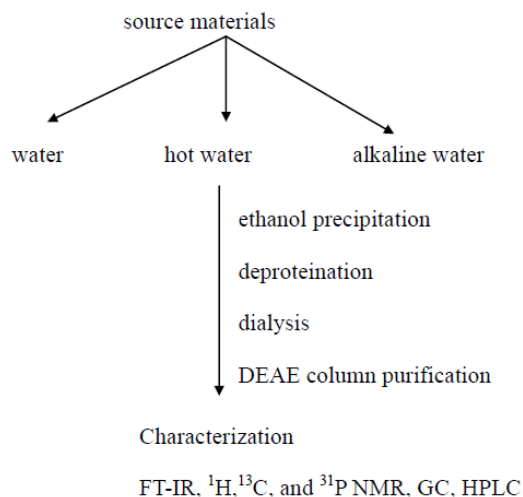 source materials
water hot water alkaline water
ethanol precipitation
deproteination
dialysis
DEAE column purification
Characterization
FT-IR, ¹H,¹³C, and ³¹P NMR, GC, HPLC